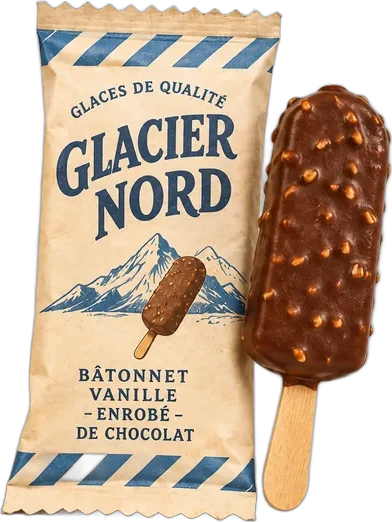 GLACES DE QUALITÉ
GLACIER
NORD
BÂTONNET
VANILLE
- ENROBÉ -
DE CHOCOLAT